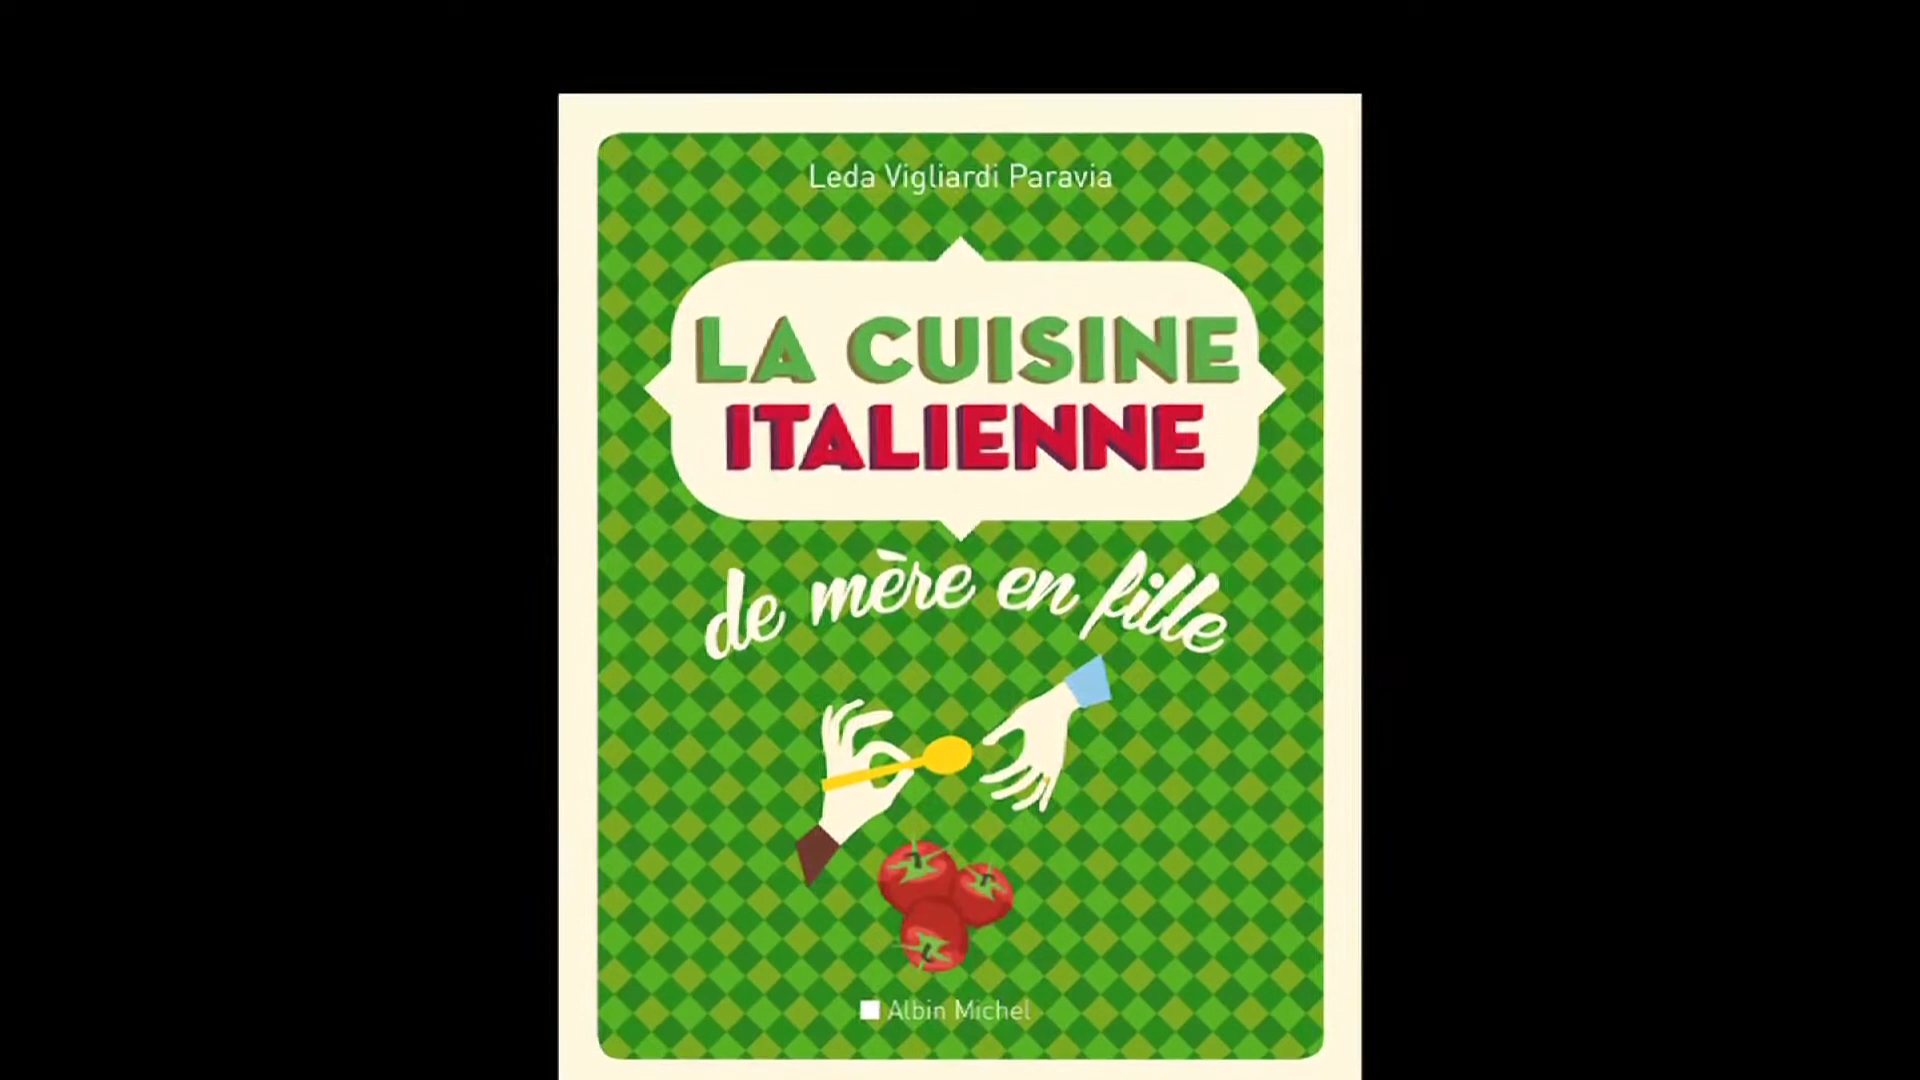 Leda Vigliardi Paravia
LA CUISINE
ITALIENNE
de mère en fille
Albin Michel